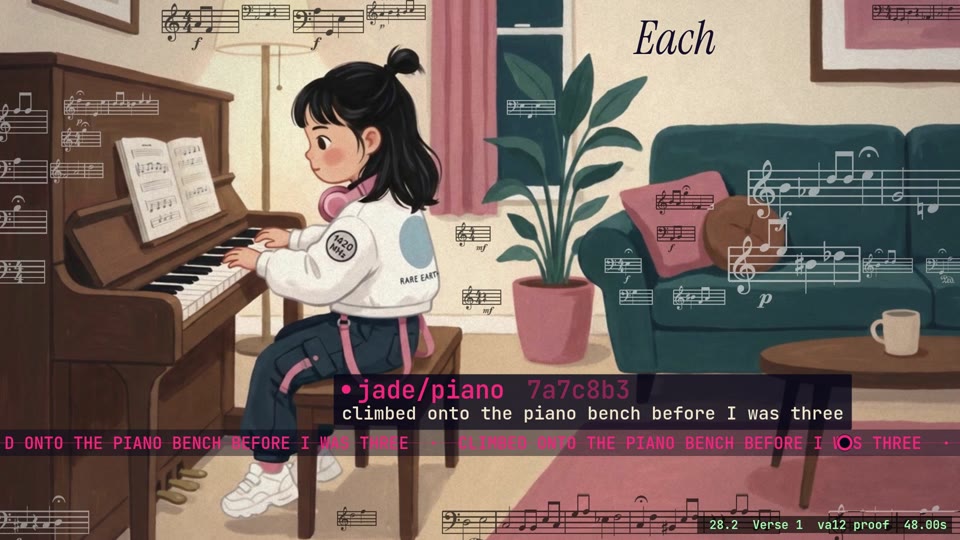 Each
1420
MHz
RARE EARTH
•jade/piano 7a7c8b3
climbed onto the piano bench before I was three
D ONTO THE PIANO BENCH BEFORE I WAS THREE · CLIMBED ONTO THE PIANO BENCH BEFORE I WAS THREE ·
28.2 Verse 1 va12 proof 48.00s